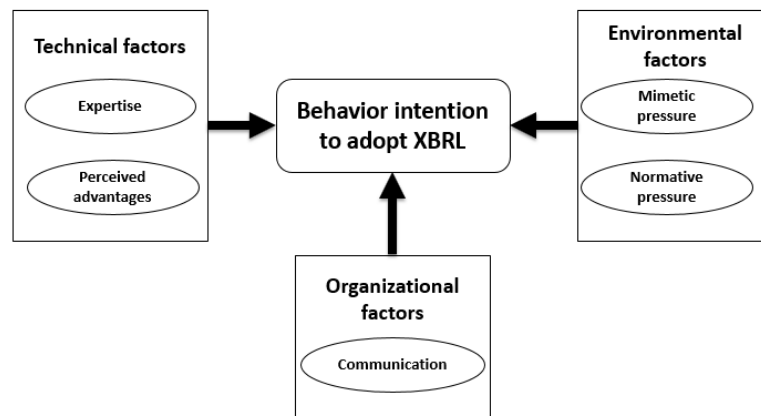 Technical factors
Expertise
Perceived
advantages
Behavior intention
to adopt XBRL
Environmental
factors
Mimetic
pressure
Normative
pressure
Organizational
factors
Communication